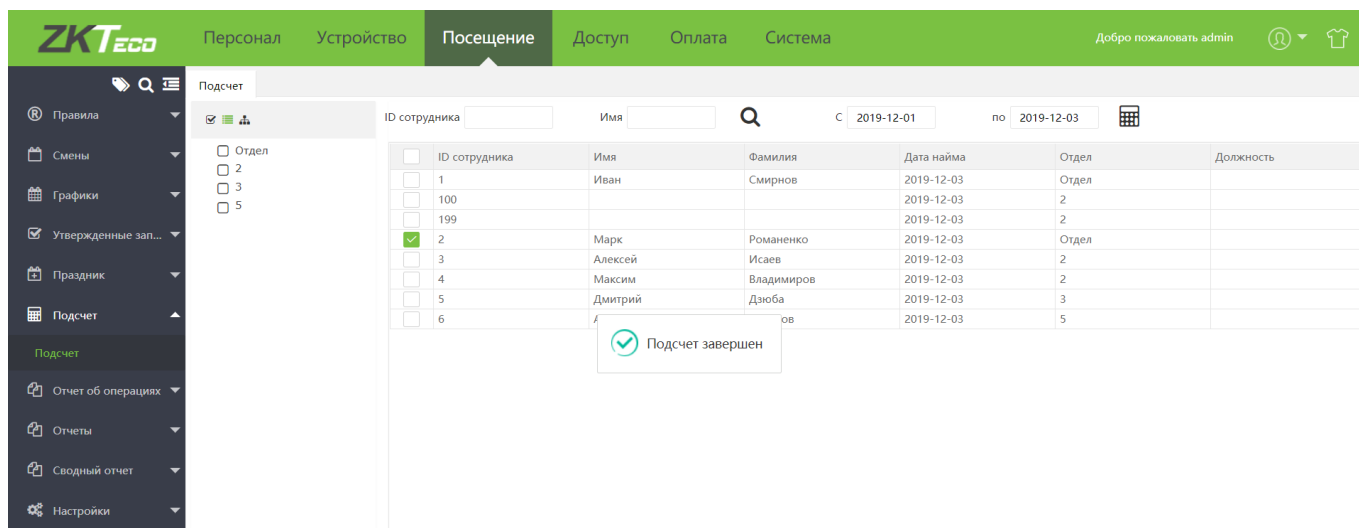 ZKTECO
Персонал Устройство Посещение Доступ Оплата Система Добро пожаловать admin
Подсчет
Правила
Смены
Графики
Утвержденные зап...
Праздник
Подсчет
Подсчет
Отчет об операциях
Отчеты
Сводный отчет
Настройки
Отдел
2
3
5
ID сотрудника Имя С 2019-12-01 по 2019-12-03
ID сотрудника Имя Фамилия Дата найма Отдел Должность
1 Иван Смирнов 2019-12-03 Отдел
100 2019-12-03 2
199 2019-12-03 2
2 Марк Романенко 2019-12-03 Отдел
3 Алексей Исаев 2019-12-03 2
4 Максим Владимиров 2019-12-03 2
5 Дмитрий Дзюба 2019-12-03 3
6 2019-12-03 5
Подсчет завершен